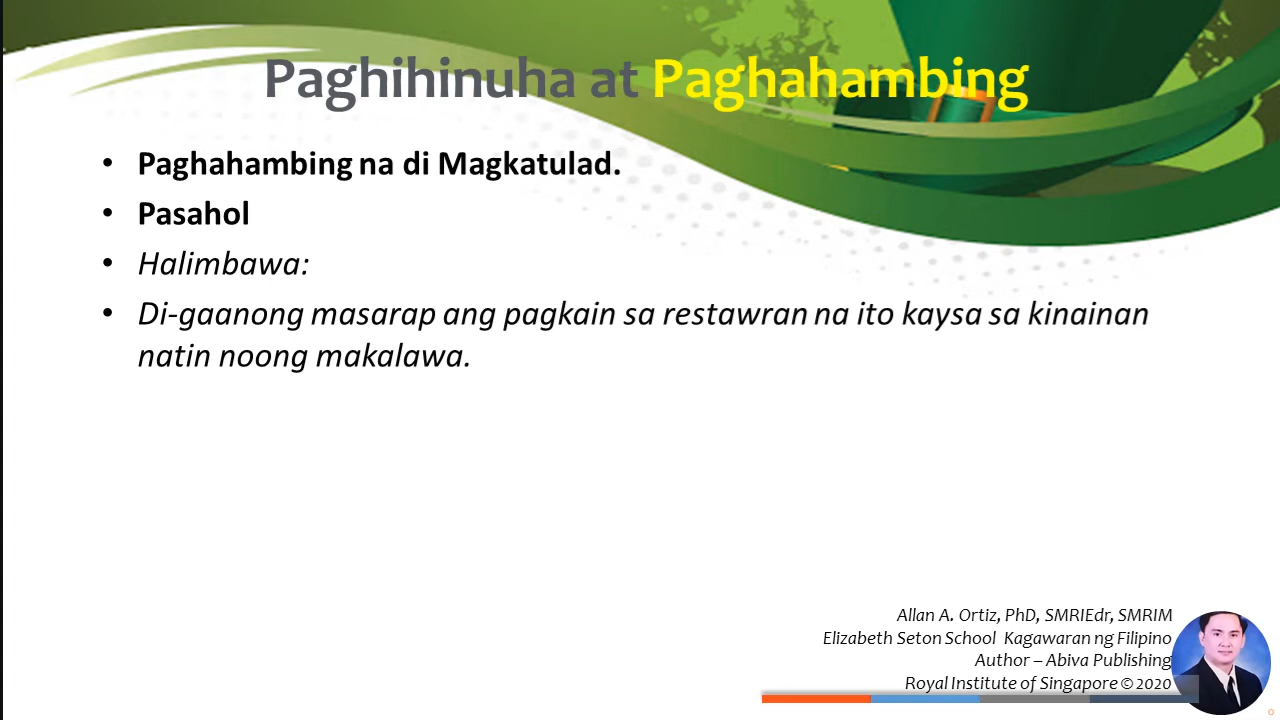 Paghihinuha at Paghahambing
• Paghahambing na di Magkatulad.
• Pasahol
• Halimbawa:
• Di-gaanong masarap ang pagkain sa restawran na ito kaysa sa kinainan
natin noong makalawa.
Allan A. Ortiz, PhD, SMRIEdr, SMRIM
Elizabeth Seton School Kagawaran ng Filipino
Author – Abiva Publishing
Royal Institute of Singapore © 2020